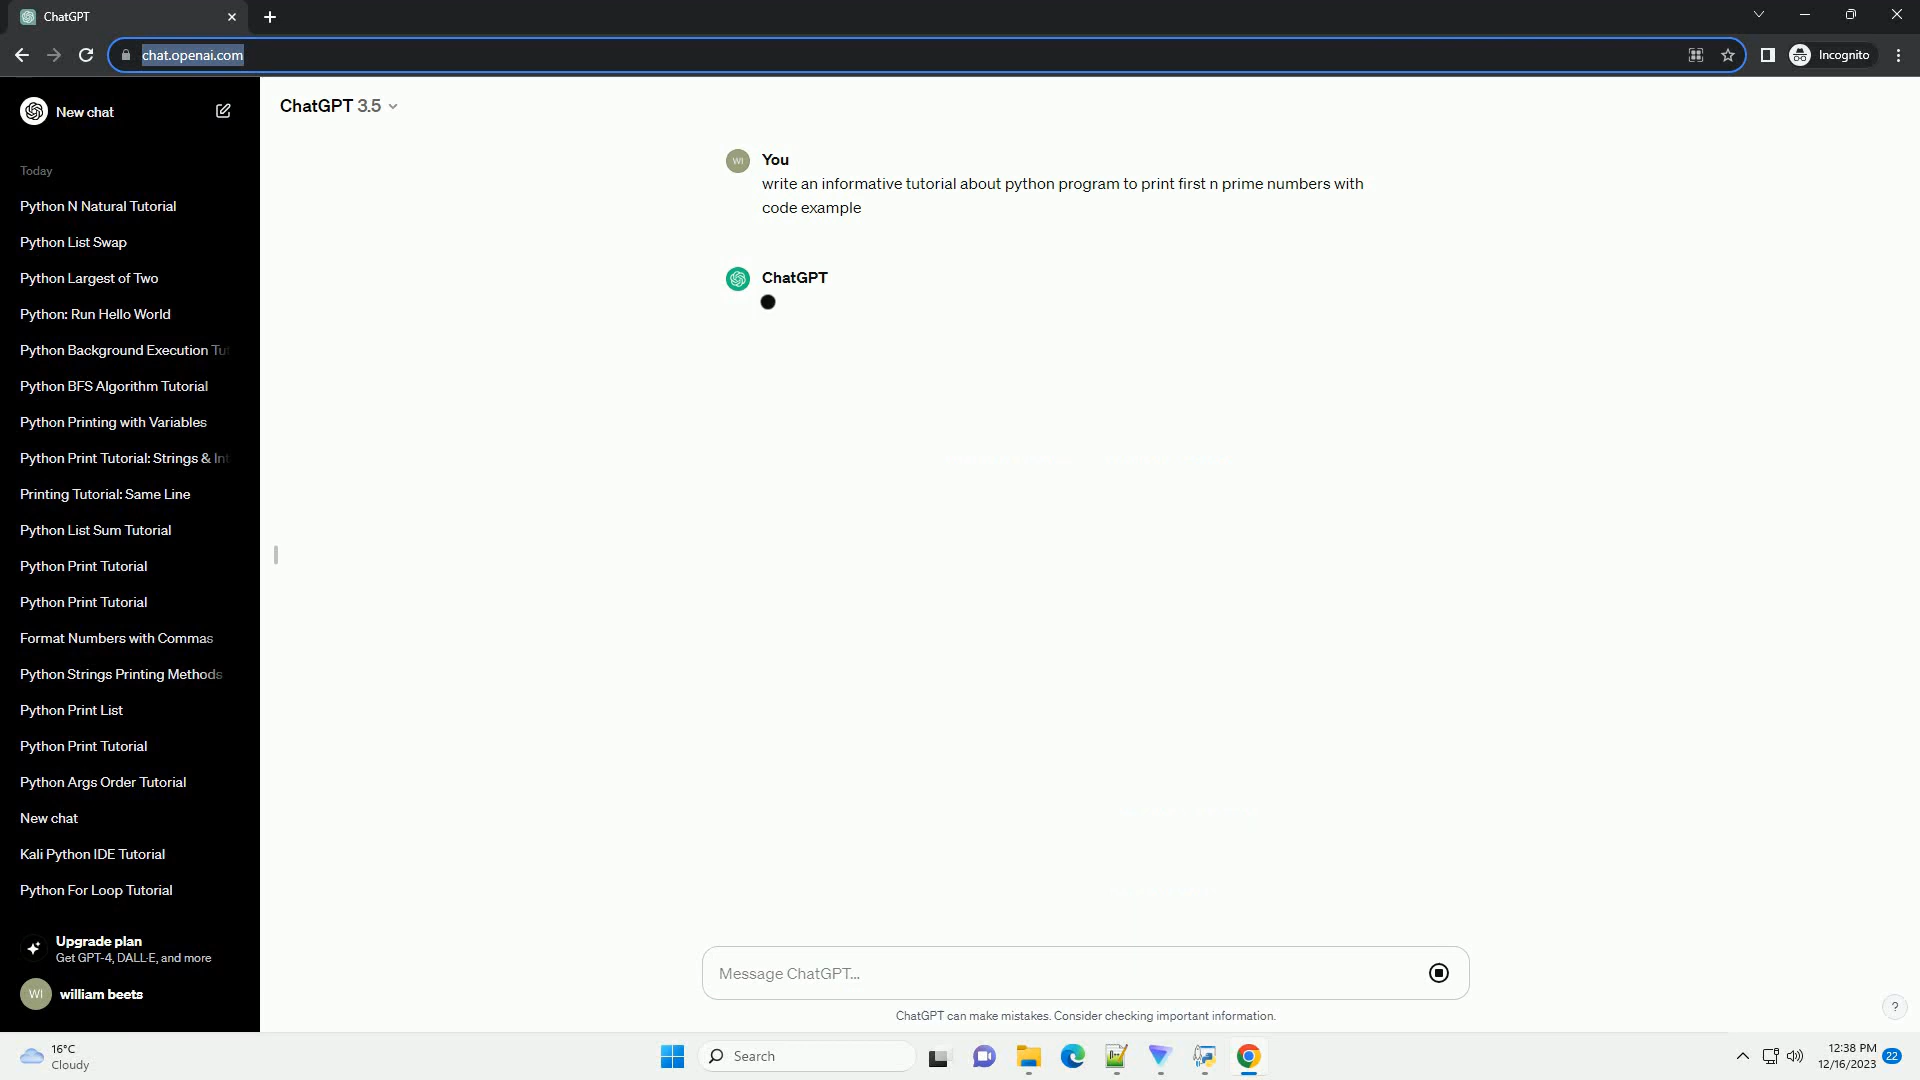 ChatGPT
chat.openai.com
Incognito
New chat
Today
Python N Natural Tutorial
Python List Swap
Python Largest of Two
Python: Run Hello World
Python Background Execution Tut
Python BFS Algorithm Tutorial
Python Printing with Variables
Python Print Tutorial: Strings & Int
Printing Tutorial: Same Line
Python List Sum Tutorial
Python Print Tutorial
Python Print Tutorial
Format Numbers with Commas
Python Strings Printing Methods
Python Print List
Python Print Tutorial
Python Args Order Tutorial
New chat
Kali Python IDE Tutorial
Python For Loop Tutorial
Upgrade plan
Get GPT-4, DALL·E, and more
WI
william beets
ChatGPT 3.5
WI
You
write an informative tutorial about python program to print first n prime numbers with
code example
ChatGPT
Message ChatGPT...
ChatGPT can make mistakes. Consider checking important information.
?
16°C
Cloudy
Search
12:38 PM
12/16/2023
22